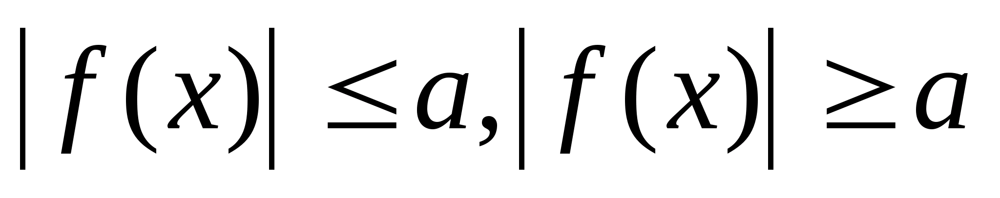 |f(x)| ≤ a, |f(x)| ≥ a